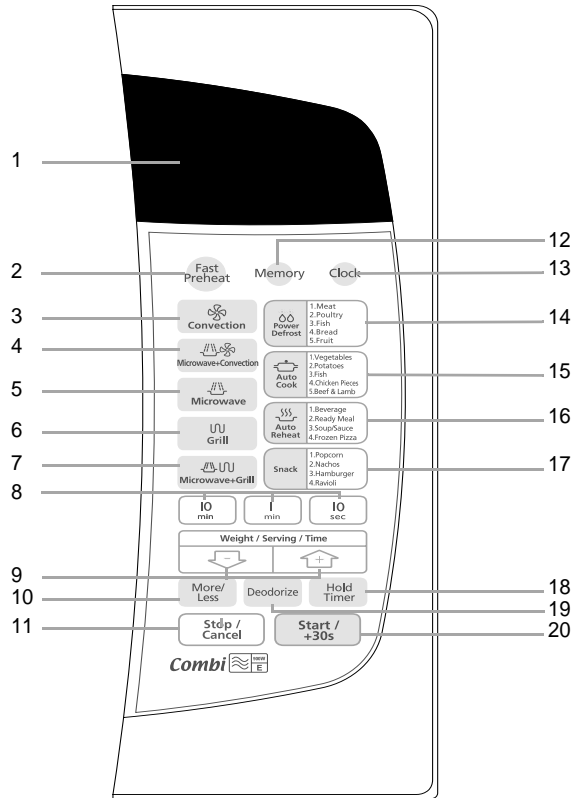 1
12
2
Fast
Preheat
Memory
Clock
13
3
Convection
Power
Defrost
1.Meat
2.Poultry
3.Fish
4.Bread
5.Fruit
14
4
Microwave+Convection
5
Microwave
Auto
Cook
1.Vegetables
2.Potatoes
3.Fish
4.Chicken Pieces
5.Beef & Lamb
15
6
Grill
Auto
Reheat
1.Beverage
2.Ready Meal
3.Soup/Sauce
4.Frozen Pizza
16
7
Microwave+Grill
Snack
1.Popcorn
2.Nachos
3.Hamburger
4.Ravioli
17
8
10
min
1
min
10
sec
Weight / Serving / Time
- +
9
10
More/
Less
Deodorize
Hold
Timer
18
19
11
Stop /
Cancel
Start /
+30s
20
Combi
900W
E